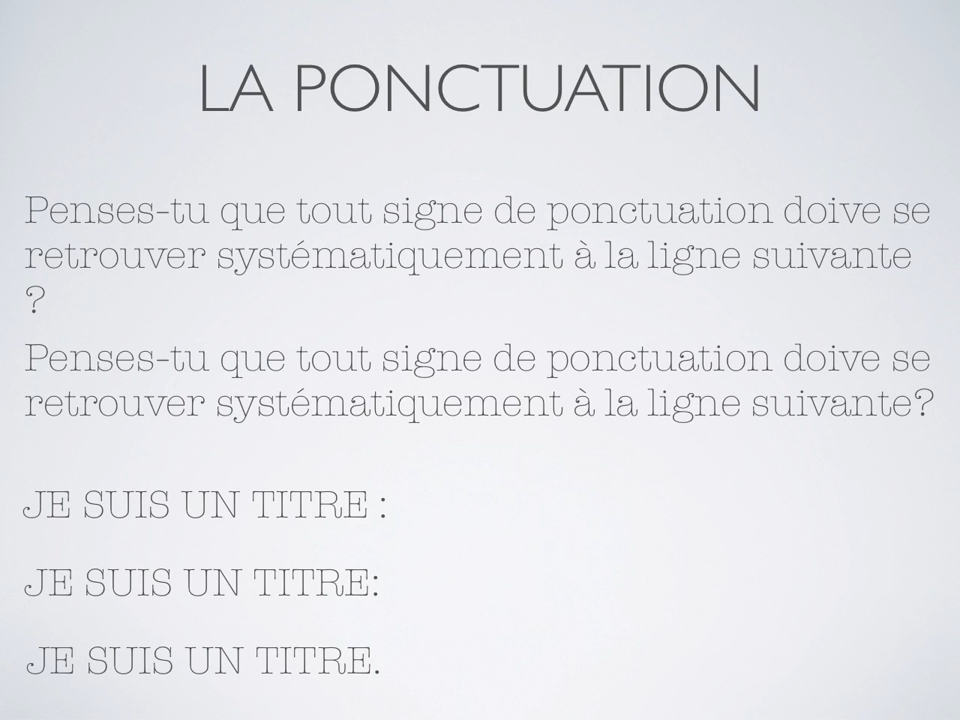 LA PONCTUATION
Penses-tu que tout signe de ponctuation doive se
retrouver systématiquement à la ligne suivante
?
Penses-tu que tout signe de ponctuation doive se
retrouver systématiquement à la ligne suivante?
JE SUIS UN TITRE :
JE SUIS UN TITRE:
JE SUIS UN TITRE.